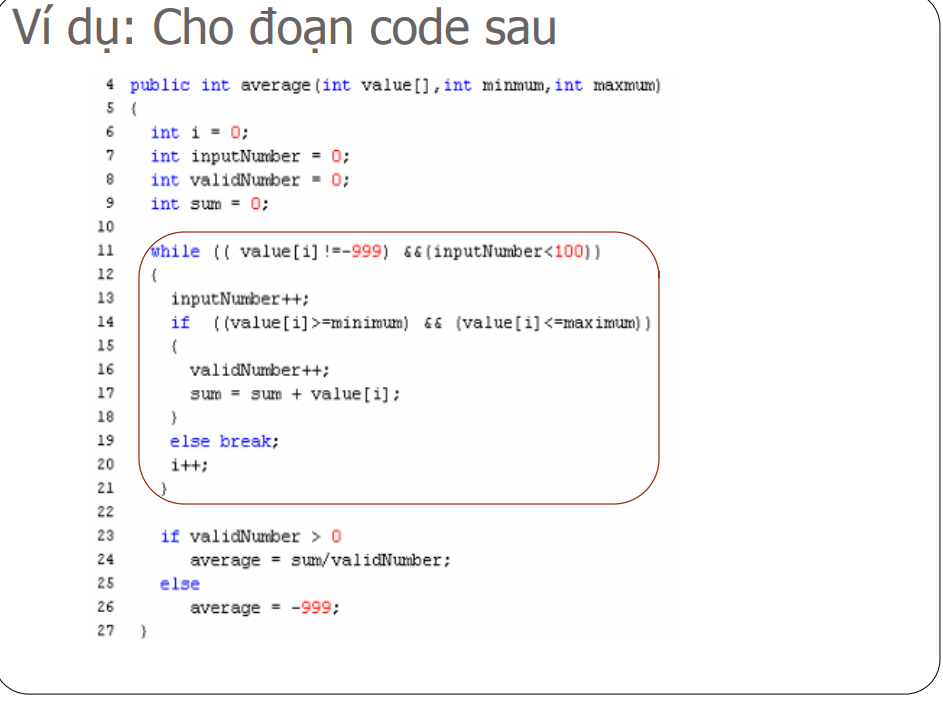 Ví dụ: Cho đoạn code sau
4 public int average(int value[],int minmum,int maxmum)
5 {
6 int i = 0;
7 int inputNumber = 0;
8 int validNumber = 0;
9 int sum = 0;
10
11 while (( value[i]!=-999) &&(inputNumber<100))
12 {
13 inputNumber++;
14 if ((value[i]>=minimum) && (value[i]<=maximum))
15 {
16 validNumber++;
17 sum = sum + value[i];
18 }
19 else break;
20 i++;
21 }
22
23 if validNumber > 0
24 average = sum/validNumber;
25 else
26 average = -999;
27 }